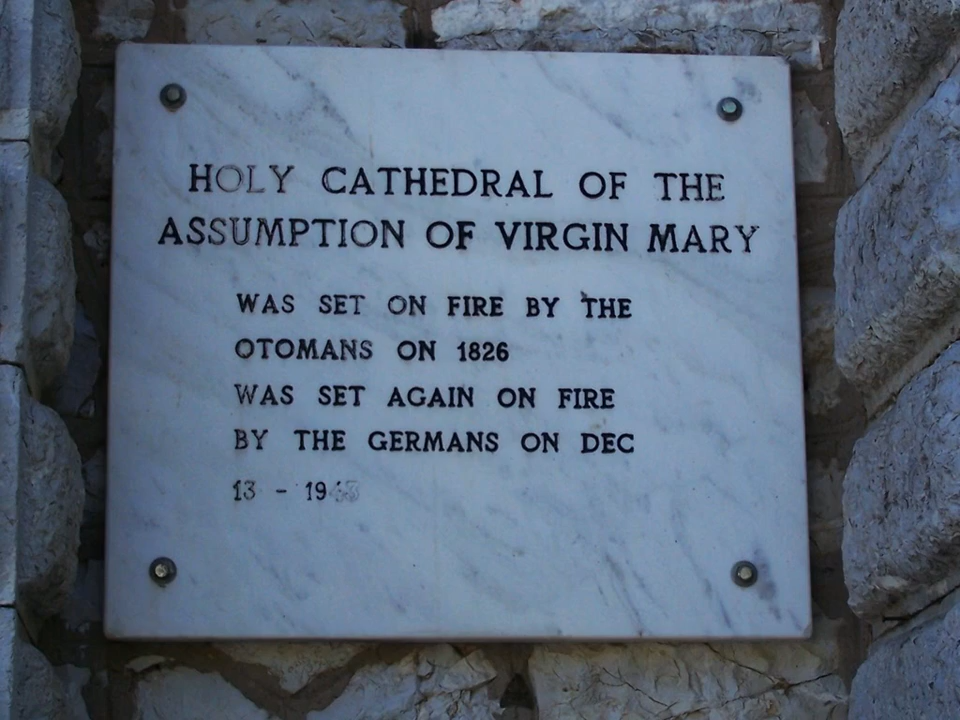 HOLY CATHEDRAL OF THE
ASSUMPTION OF VIRGIN MARY
WAS SET ON FIRE BY THE
OTOMANS ON 1826
WAS SET AGAIN ON FIRE
BY THE GERMANS ON DEC
13 - 1943